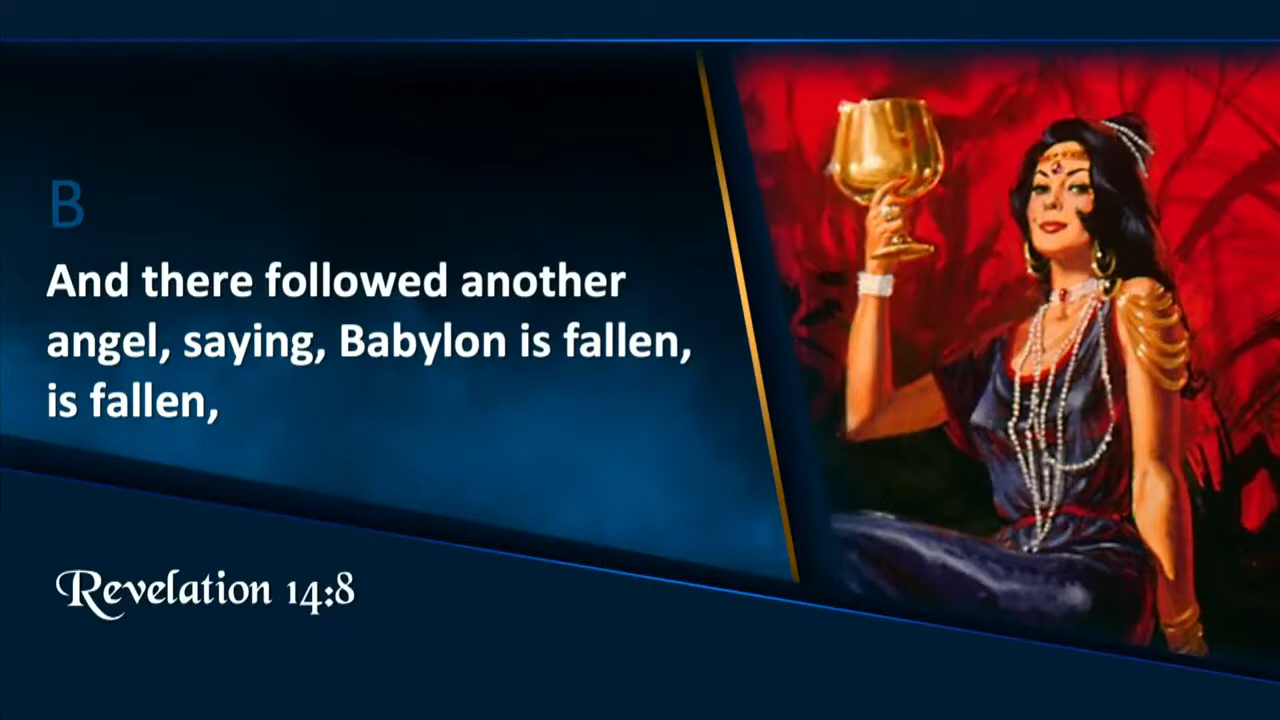 B
And there followed another
angel, saying, Babylon is fallen,
is fallen,
Revelation 14:8